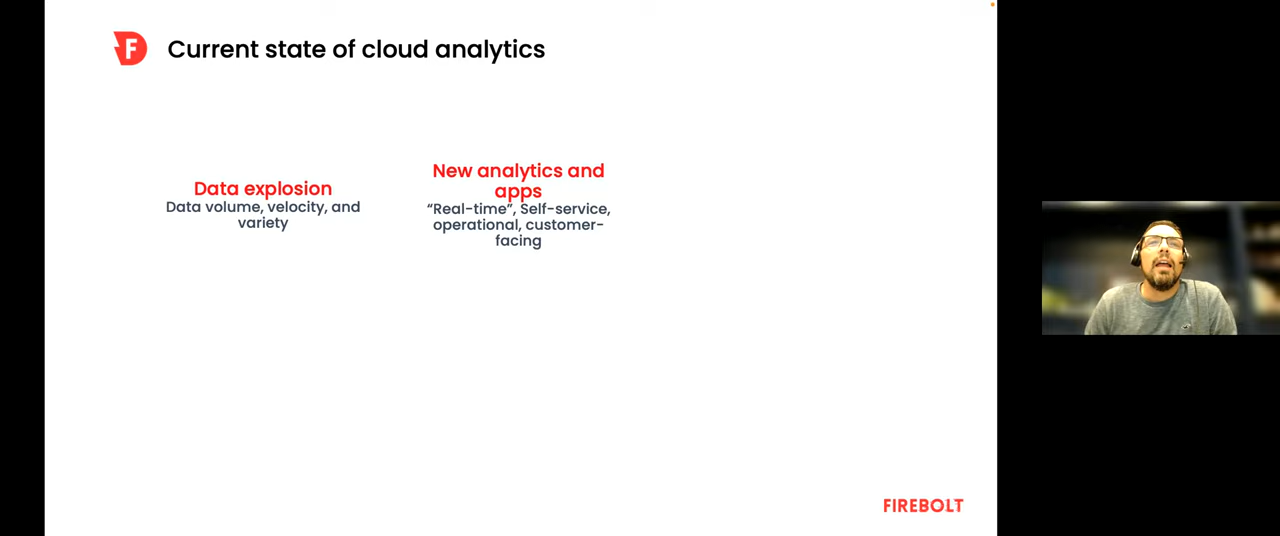 F
Current state of cloud analytics
Data explosion
Data volume, velocity, and
variety
New analytics and
apps
“Real-time”, Self-service,
operational, customer-
facing
FIREBOLT